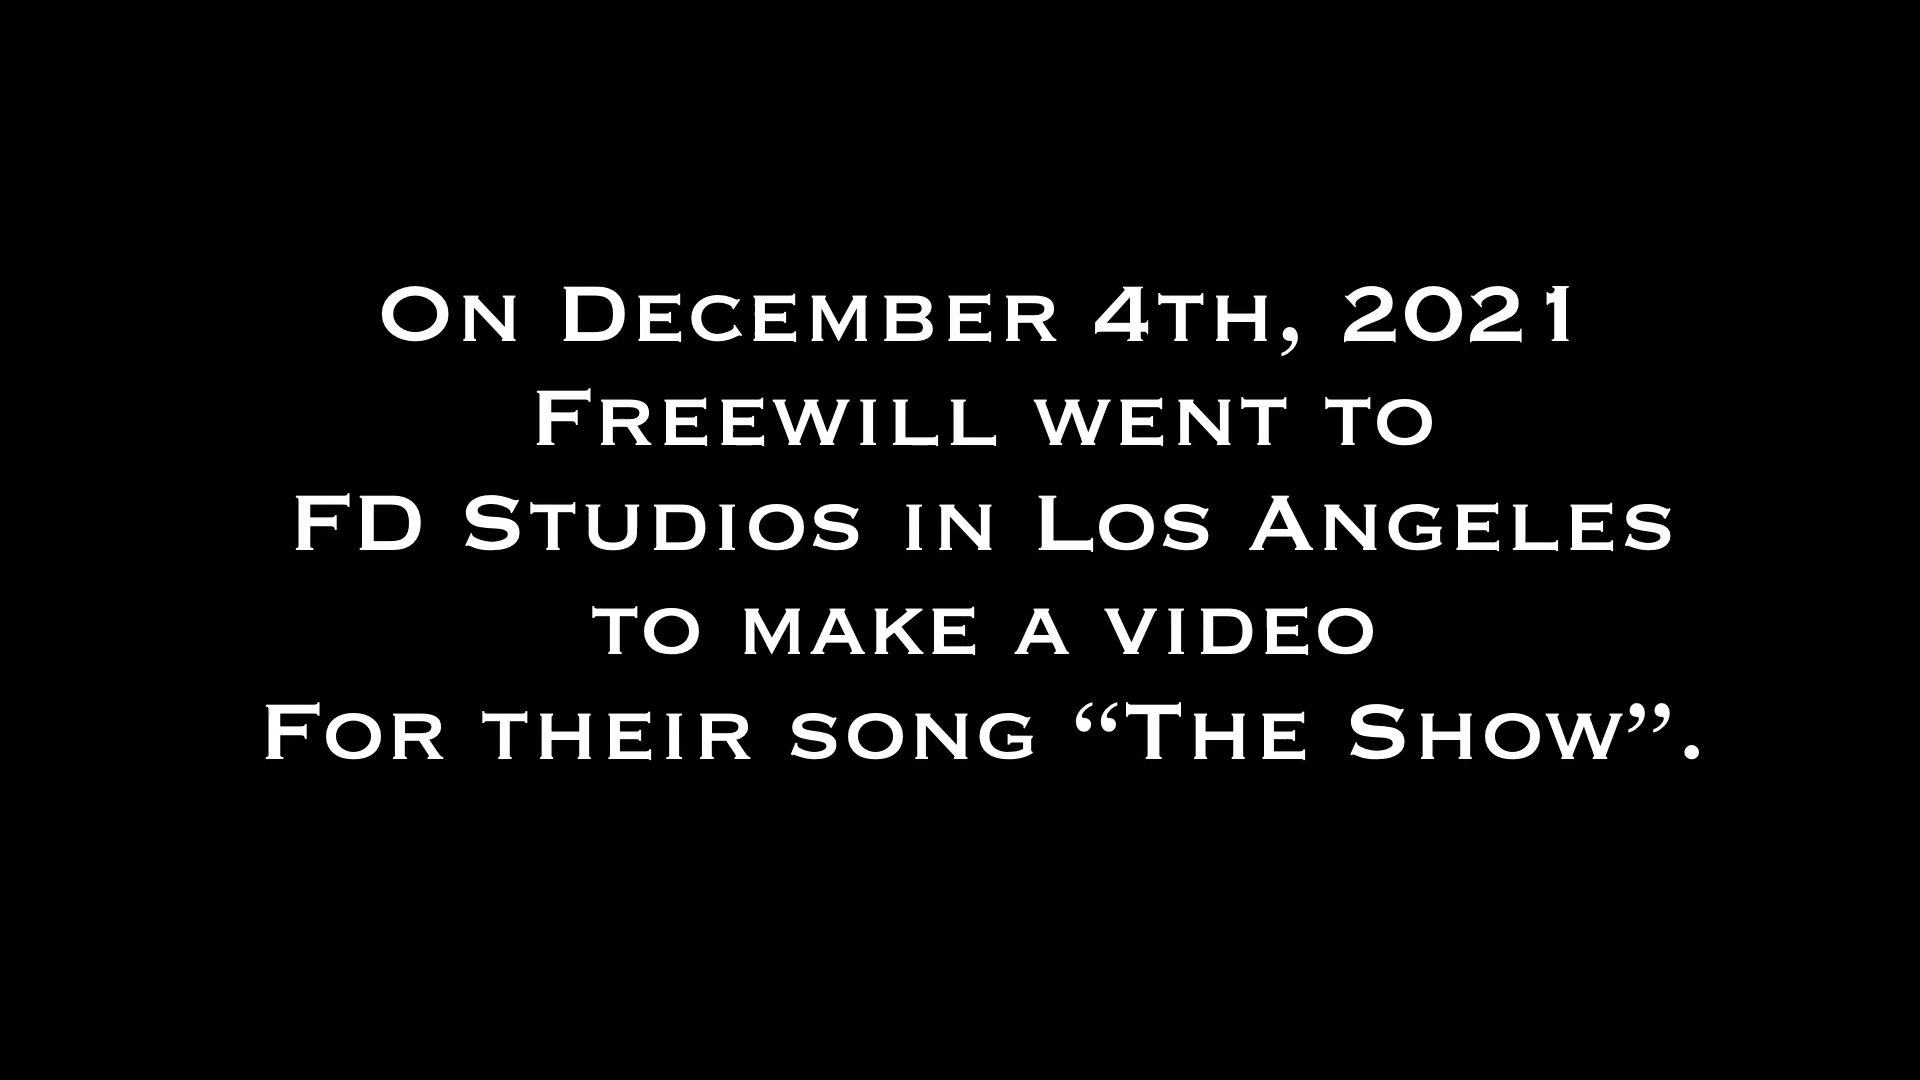 On December 4th, 2021
Freewill went to
FD Studios in Los Angeles
to make a video
For their song “The Show”.